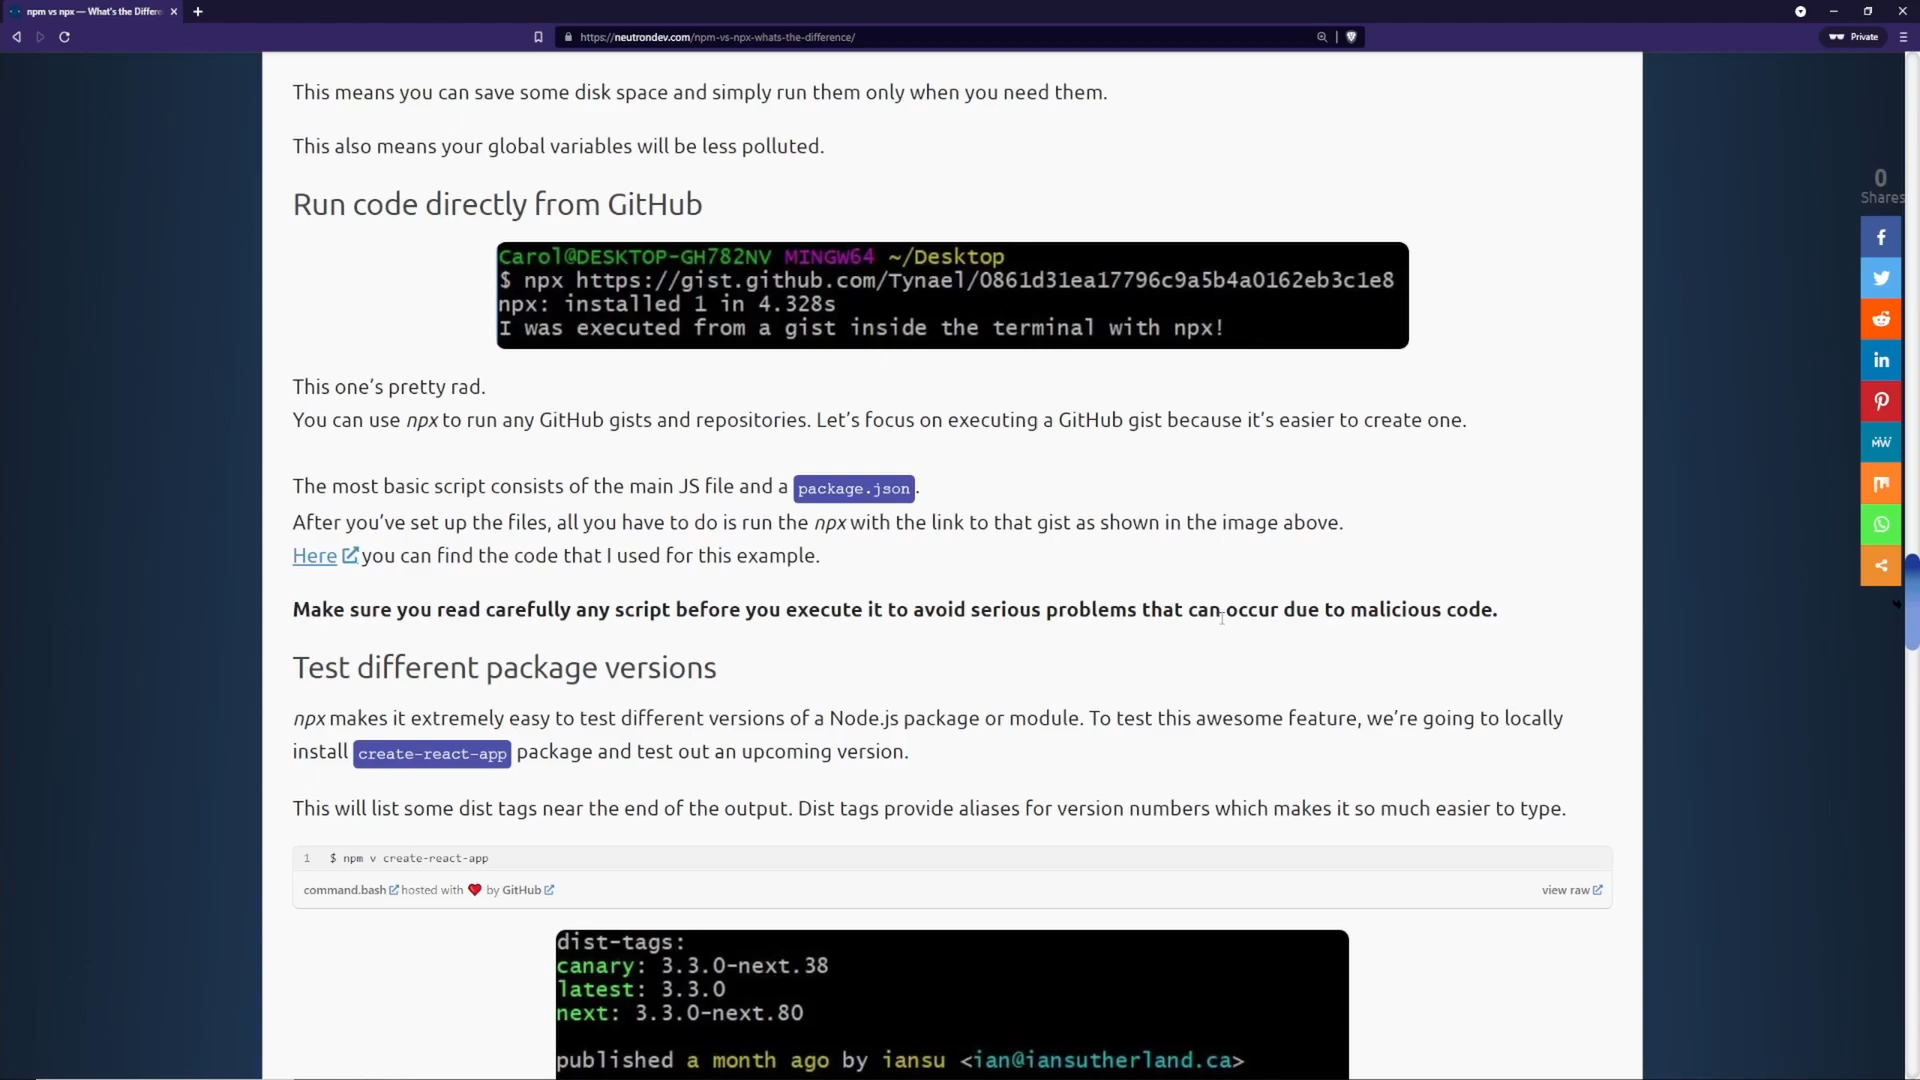 npm vs npx — What's the Differe
Private
https://neutrondev.com/npm-vs-npx-whats-the-difference/
This means you can save some disk space and simply run them only when you need them.
This also means your global variables will be less polluted.
Run code directly from GitHub
Carol@DESKTOP-GH782NV MINGW64 ~/Desktop
$ npx https://gist.github.com/Tynael/0861d31ea17796c9a5b4a0162eb3c1e8
npx: installed 1 in 4.328s
I was executed from a gist inside the terminal with npx!
This one's pretty rad.
You can use npx to run any GitHub gists and repositories. Let's focus on executing a GitHub gist because it's easier to create one.
The most basic script consists of the main JS file and a package.json.
After you've set up the files, all you have to do is run the npx with the link to that gist as shown in the image above.
Here you can find the code that I used for this example.
Make sure you read carefully any script before you execute it to avoid serious problems that can occur due to malicious code.
Test different package versions
npx makes it extremely easy to test different versions of a Node.js package or module. To test this awesome feature, we're going to locally
install create-react-app package and test out an upcoming version.
This will list some dist tags near the end of the output. Dist tags provide aliases for version numbers which makes it so much easier to type.
1 $ npm v create-react-app
command.bash hosted with ❤ by GitHub view raw
dist-tags:
canary: 3.3.0-next.38
latest: 3.3.0
next: 3.3.0-next.80
published a month ago by iansu <ian@iansutherland.ca>
0
Shares
MW